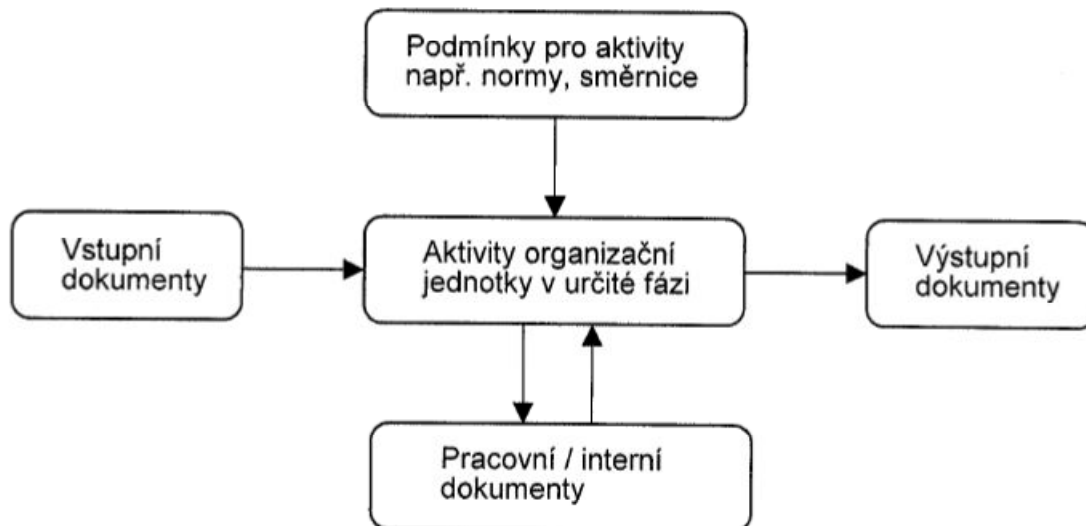 Podmínky pro aktivity
např. normy, směrnice
Vstupní
dokumenty
Aktivity organizační
jednotky v určité fázi
Výstupní
dokumenty
Pracovní / interní
dokumenty